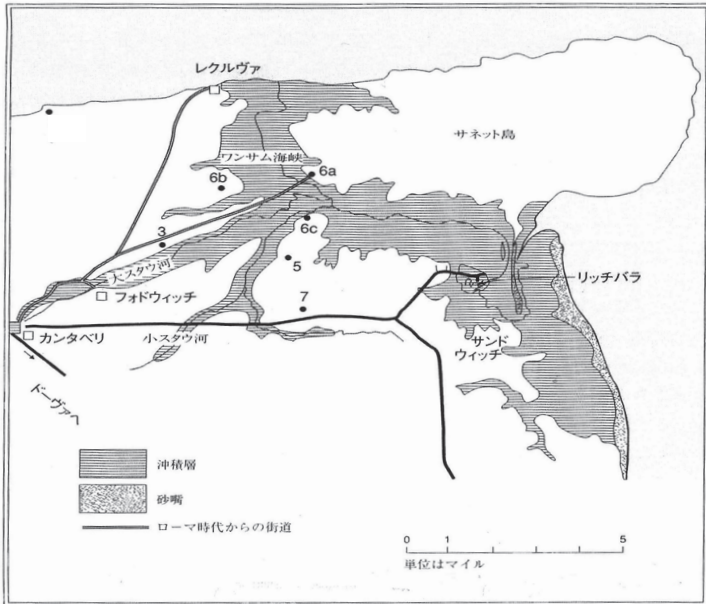 レクルヴァ
サネット島
ワンサム海峡
6a
6b
6c
3
大スタウ河
5
リッチバラ
フォドウィッチ
7
カンタベリ
小スタウ河
サンド
ウィッチ
ドーヴァへ
沖積層
砂嘴
ローマ時代からの街道
0 1 5
単位はマイル